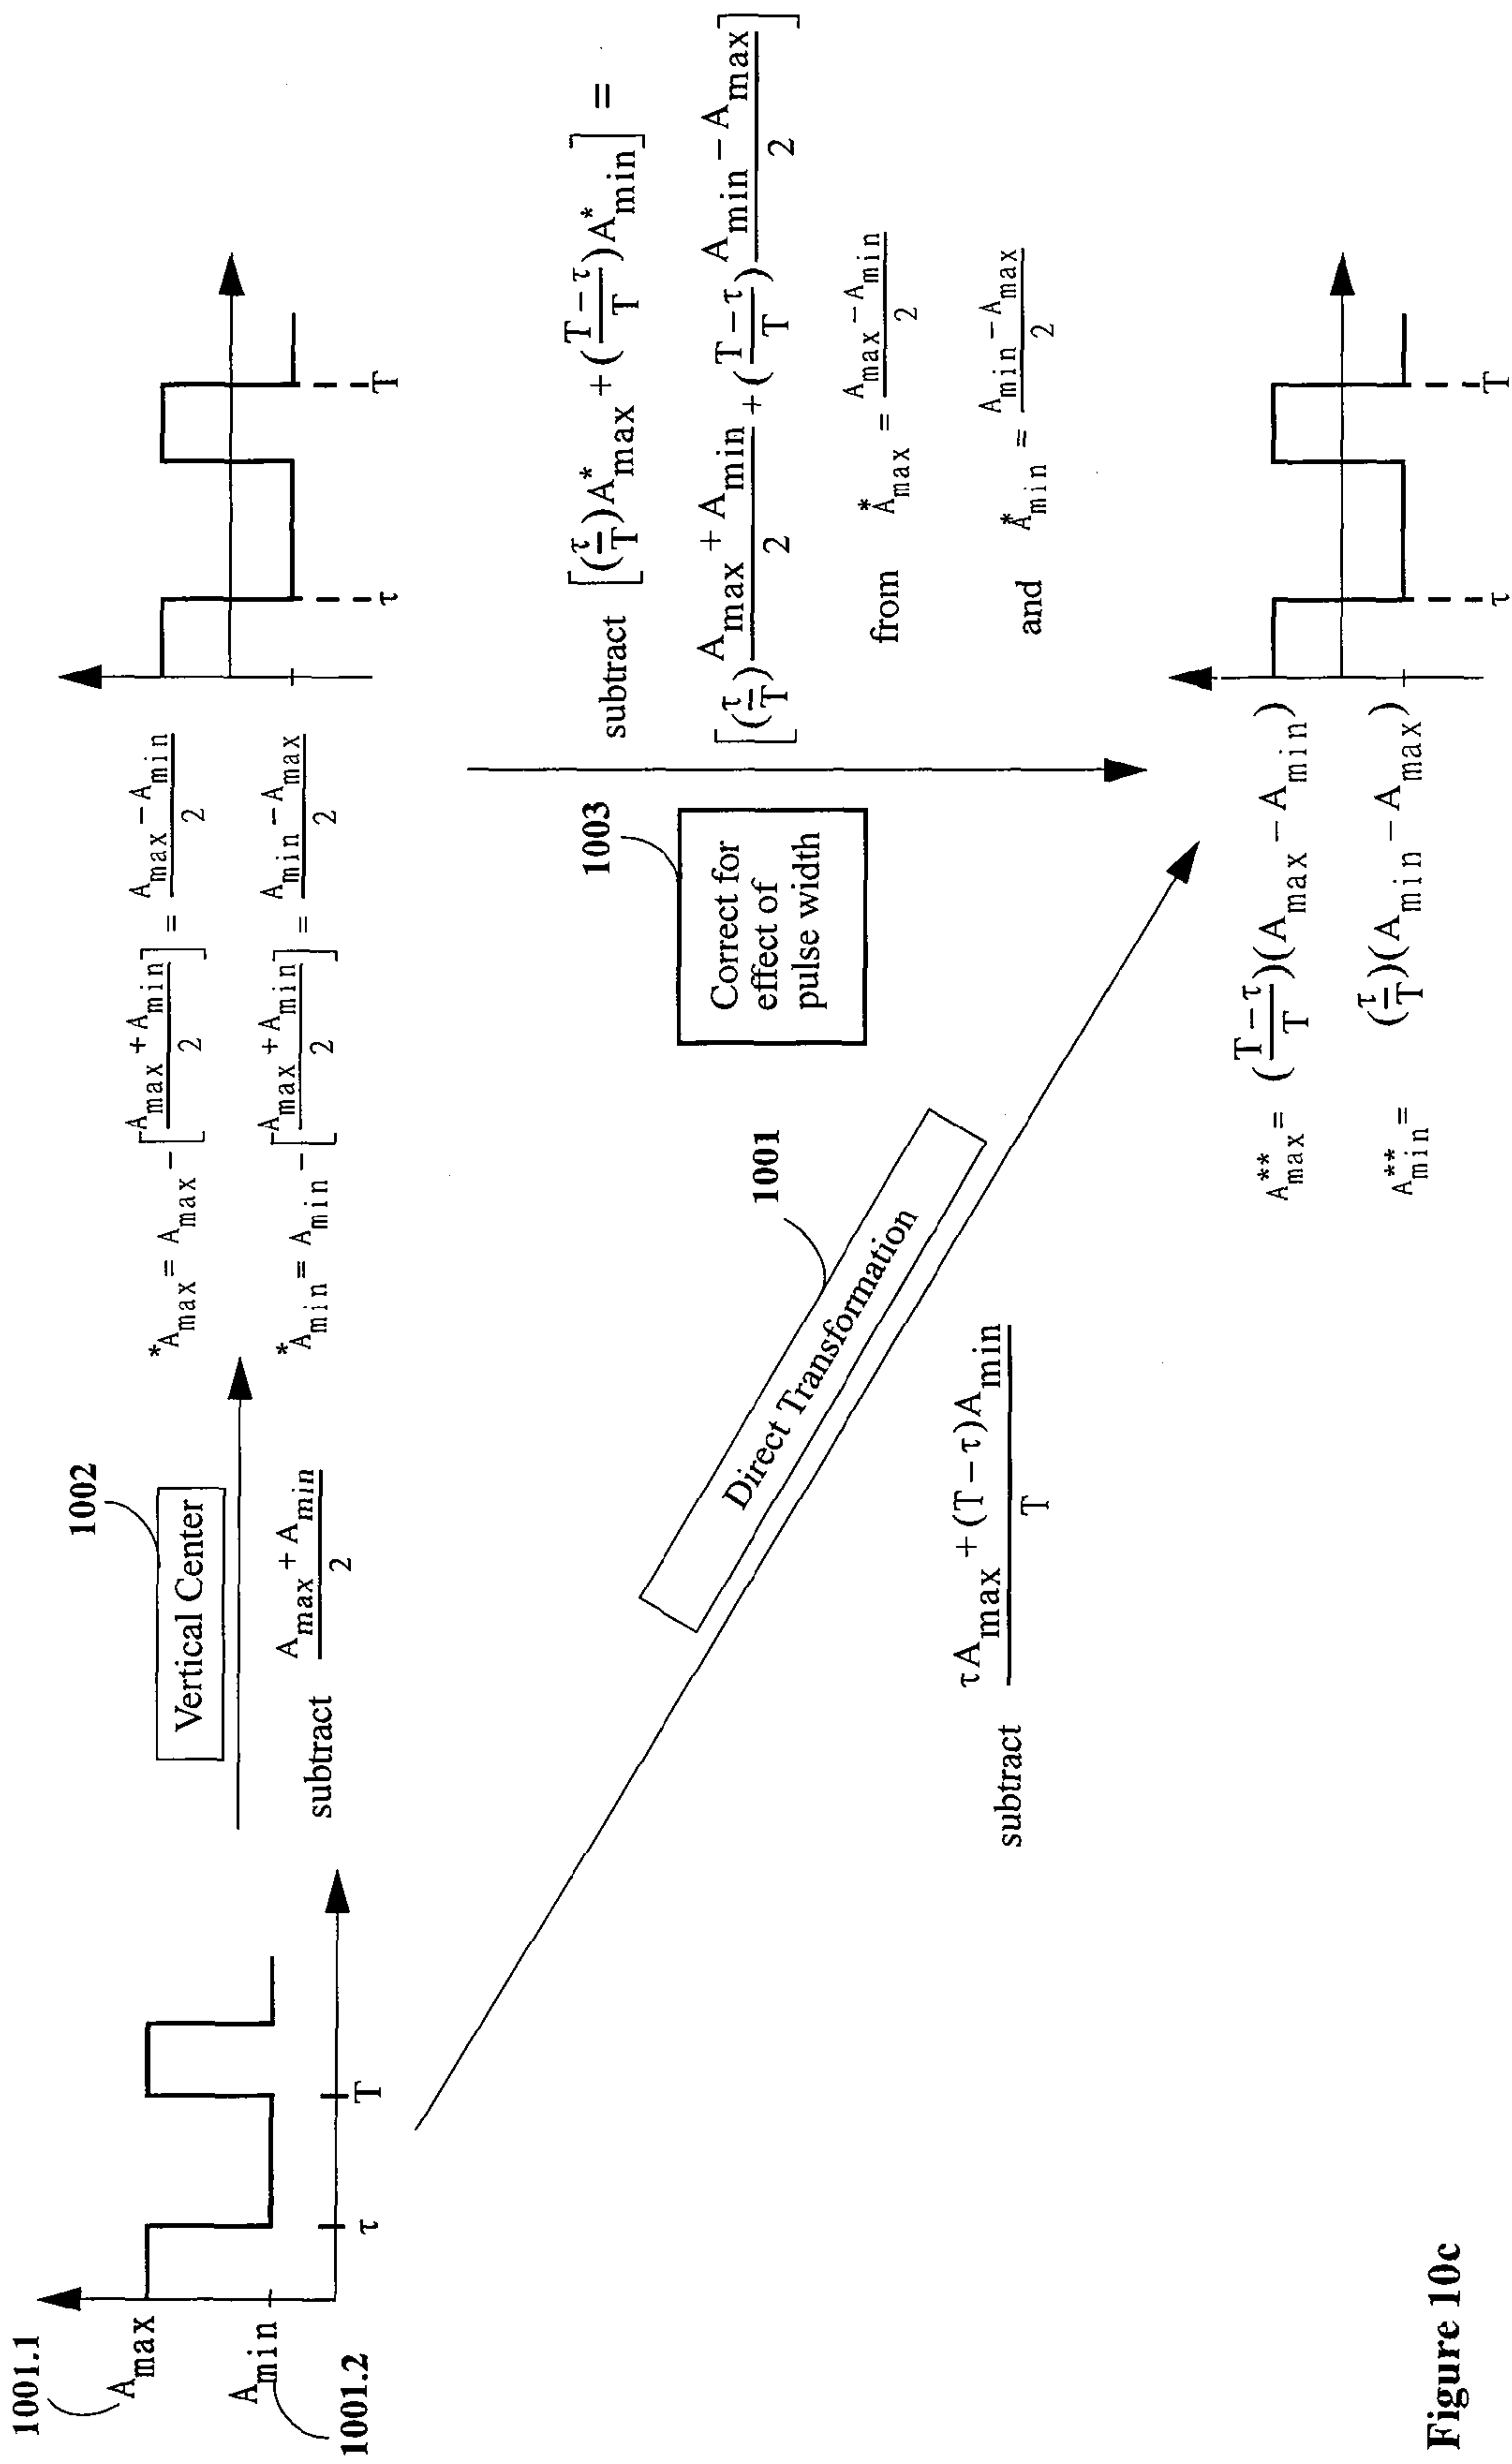 1001.1
A_max
A_min
1001.2
τ
T
1002
Vertical Center
subtract (A_max + A_min)/2
*A_max = A_max − [(A_max + A_min)/2] = (A_max − A_min)/2
*A_min = A_min − [(A_max + A_min)/2] = (A_min − A_max)/2
τ
T
1001
Direct Transformation
subtract (τA_max + (T − τ)A_min)/T
1003
Correct for
effect of
pulse width
subtract [(τ/T)A*_max + ((T − τ)/T)A*_min] =
[(τ/T)(A_max + A_min)/2 + ((T − τ)/T)(A_min − A_max)/2]
from *A_max = (A_max − A_min)/2
and *A_min = (A_min − A_max)/2
A**_max = ((T − τ)/T)(A_max − A_min)
A**_min = (τ/T)(A_min − A_max)
τ
T
Figure 10c